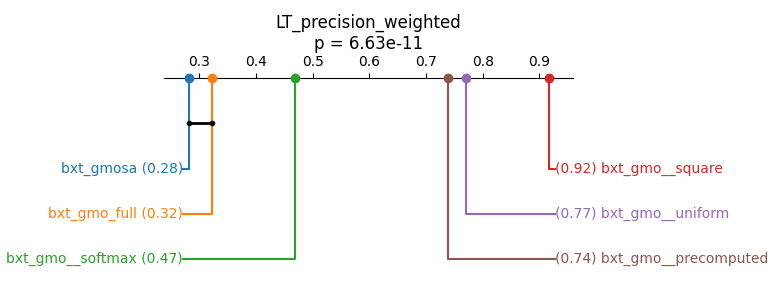 LT_precision_weighted
p = 6.63e-11
0.3 0.4 0.5 0.6 0.7 0.8 0.9
bxt_gmosa (0.28) (0.92) bxt_gmo__square
bxt_gmo_full (0.32) (0.77) bxt_gmo__uniform
bxt_gmo__softmax (0.47) (0.74) bxt_gmo__precomputed